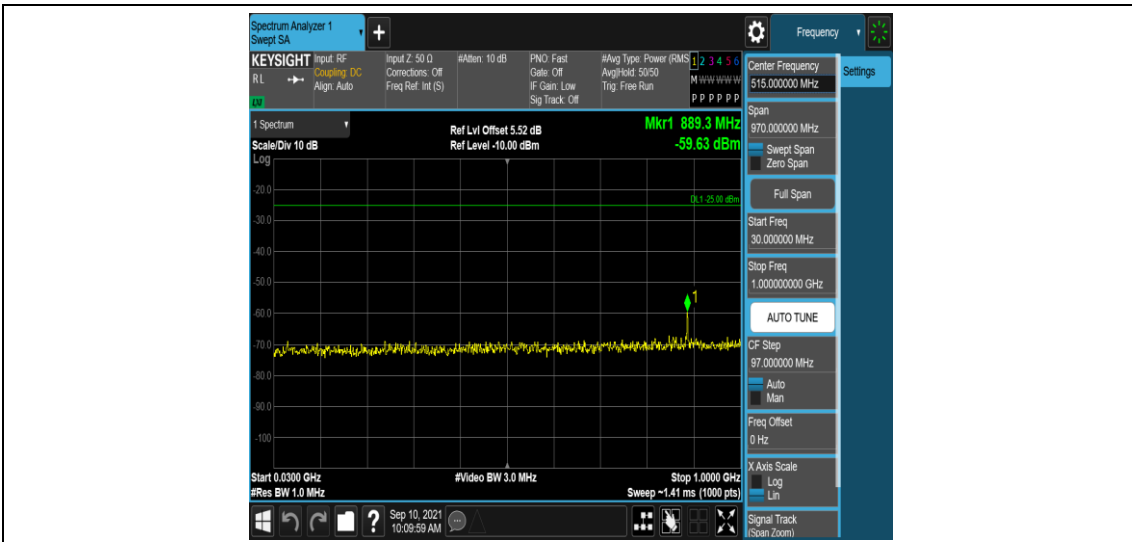 Spectrum Analyzer 1
Swept SA
+
Frequency
KEYSIGHT
RL
LXI
Input: RF
Coupling: DC
Align: Auto
Input Z: 50 Ω
Corrections: Off
Freq Ref: Int (S)
#Atten: 10 dB
PNO: Fast
Gate: Off
IF Gain: Low
Sig Track: Off
#Avg Type: Power (RMS
Avg|Hold: 50/50
Trig: Free Run
1 2 3 4 5 6
M W W W W W
P P P P P P
1 Spectrum
Scale/Div 10 dB
Ref Lvl Offset 5.52 dB
Ref Level -10.00 dBm
Mkr1 889.3 MHz
-59.63 dBm
Log
-20.0
DL1 -25.00 dBm
-30.0
-40.0
-50.0
1
-60.0
-70.0
-80.0
-90.0
-100
Start 0.0300 GHz
#Res BW 1.0 MHz
#Video BW 3.0 MHz
Stop 1.0000 GHz
Sweep ~1.41 ms (1000 pts)
?
Sep 10, 2021
10:09:59 AM
Center Frequency
515.000000 MHz
Settings
Span
970.000000 MHz
Swept Span
Zero Span
Full Span
Start Freq
30.000000 MHz
Stop Freq
1.000000000 GHz
AUTO TUNE
CF Step
97.000000 MHz
Auto
Man
Freq Offset
0 Hz
X Axis Scale
Log
Lin
Signal Track
(Span Zoom)